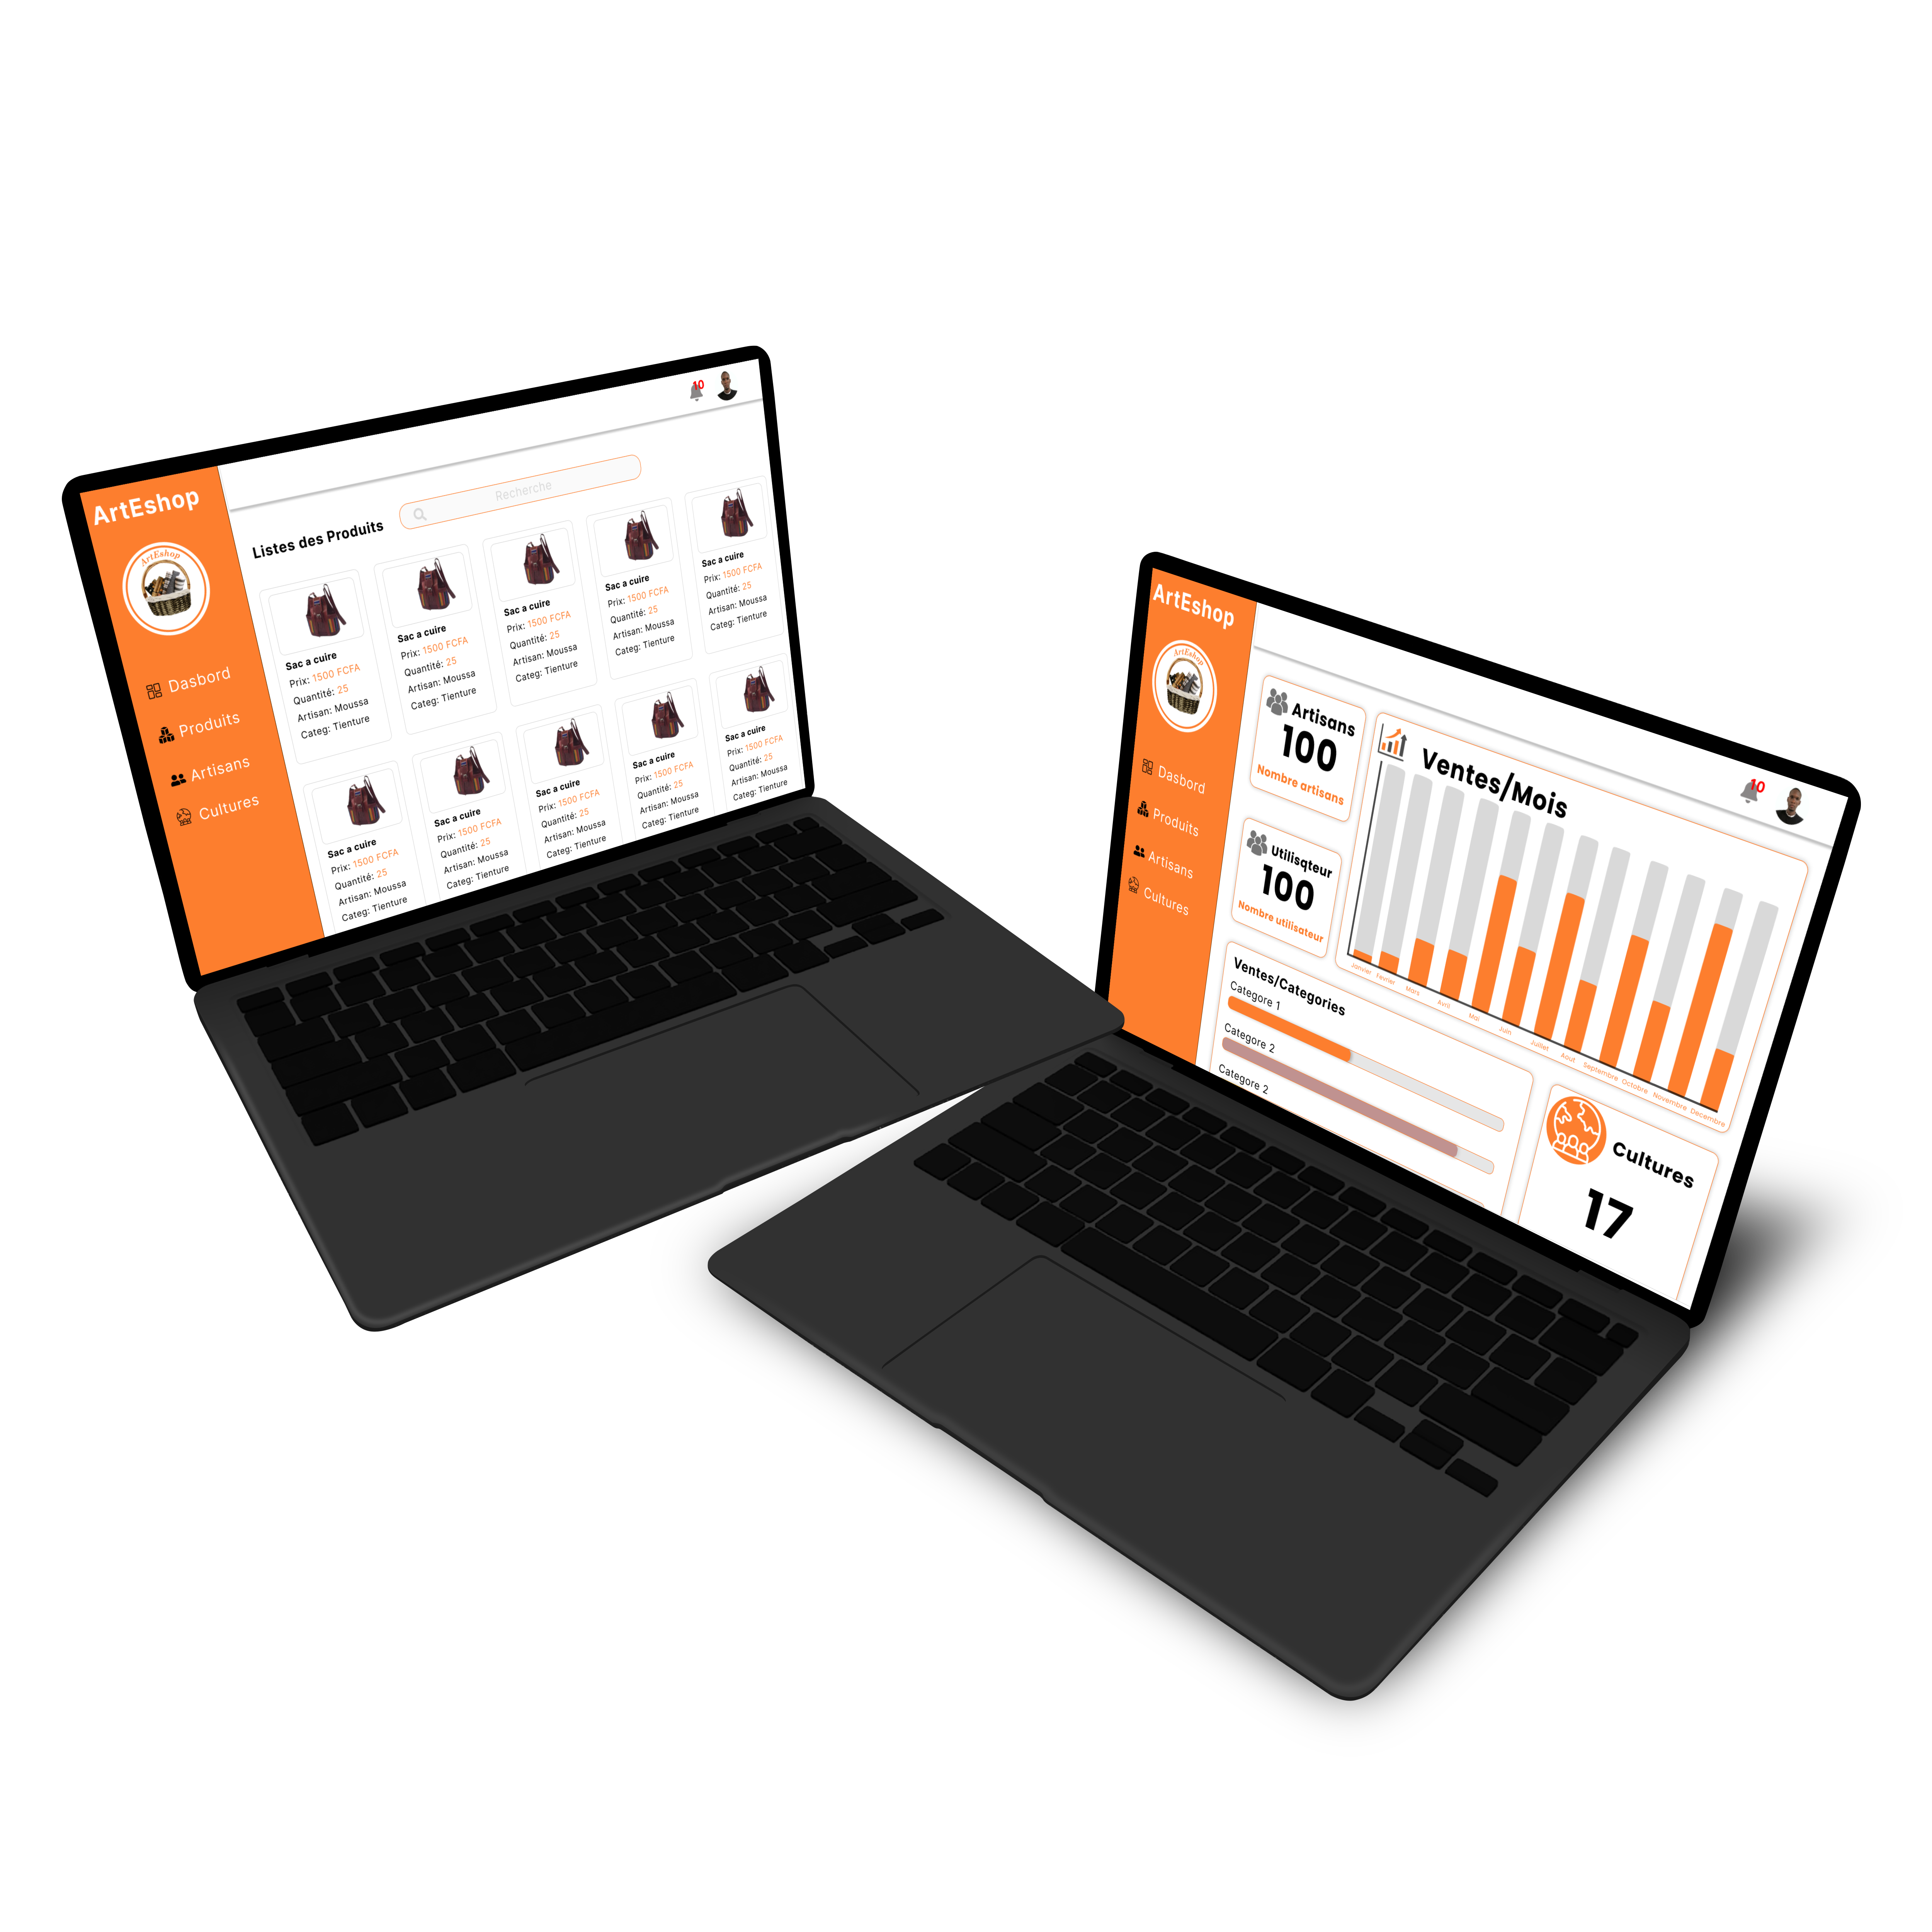 ArtEshop
ArtEshop
Dasbord
Produits
Artisans
Cultures
10
Listes des Produits
Recherche
Sac a cuire
Prix: 1500 FCFA
Quantité: 25
Artisan: Moussa
Categ: Tienture
Sac a cuire
Prix: 1500 FCFA
Quantité: 25
Artisan: Moussa
Categ: Tienture
Sac a cuire
Prix: 1500 FCFA
Quantité: 25
Artisan: Moussa
Categ: Tienture
Sac a cuire
Prix: 1500 FCFA
Quantité: 25
Artisan: Moussa
Categ: Tienture
Sac a cuire
Prix: 1500 FCFA
Quantité: 25
Artisan: Moussa
Categ: Tienture
Sac a cuire
Prix: 1500 FCFA
Quantité: 25
Artisan: Moussa
Categ: Tienture
Sac a cuire
Prix: 1500 FCFA
Quantité: 25
Artisan: Moussa
Categ: Tienture
Sac a cuire
Prix: 1500 FCFA
Quantité: 25
Artisan: Moussa
Categ: Tienture
Sac a cuire
Prix: 1500 FCFA
Quantité: 25
Artisan: Moussa
Categ: Tienture
Sac a cuire
Prix: 1500 FCFA
Quantité: 25
Artisan: Moussa
Categ: Tienture
ArtEshop
ArtEshop
Dasbord
Produits
Artisans
Cultures
10
Artisans
100
Nombre artisans
Utilisqteur
100
Nombre utilisateur
Ventes/Mois
Janvier
Fevrier
Mars
Avril
Mai
Juin
Juillet
Aout
Septembre
Octobre
Novembre
Decembre
Ventes/Categories
Categore 1
Categore 2
Categore 2
Cultures
17